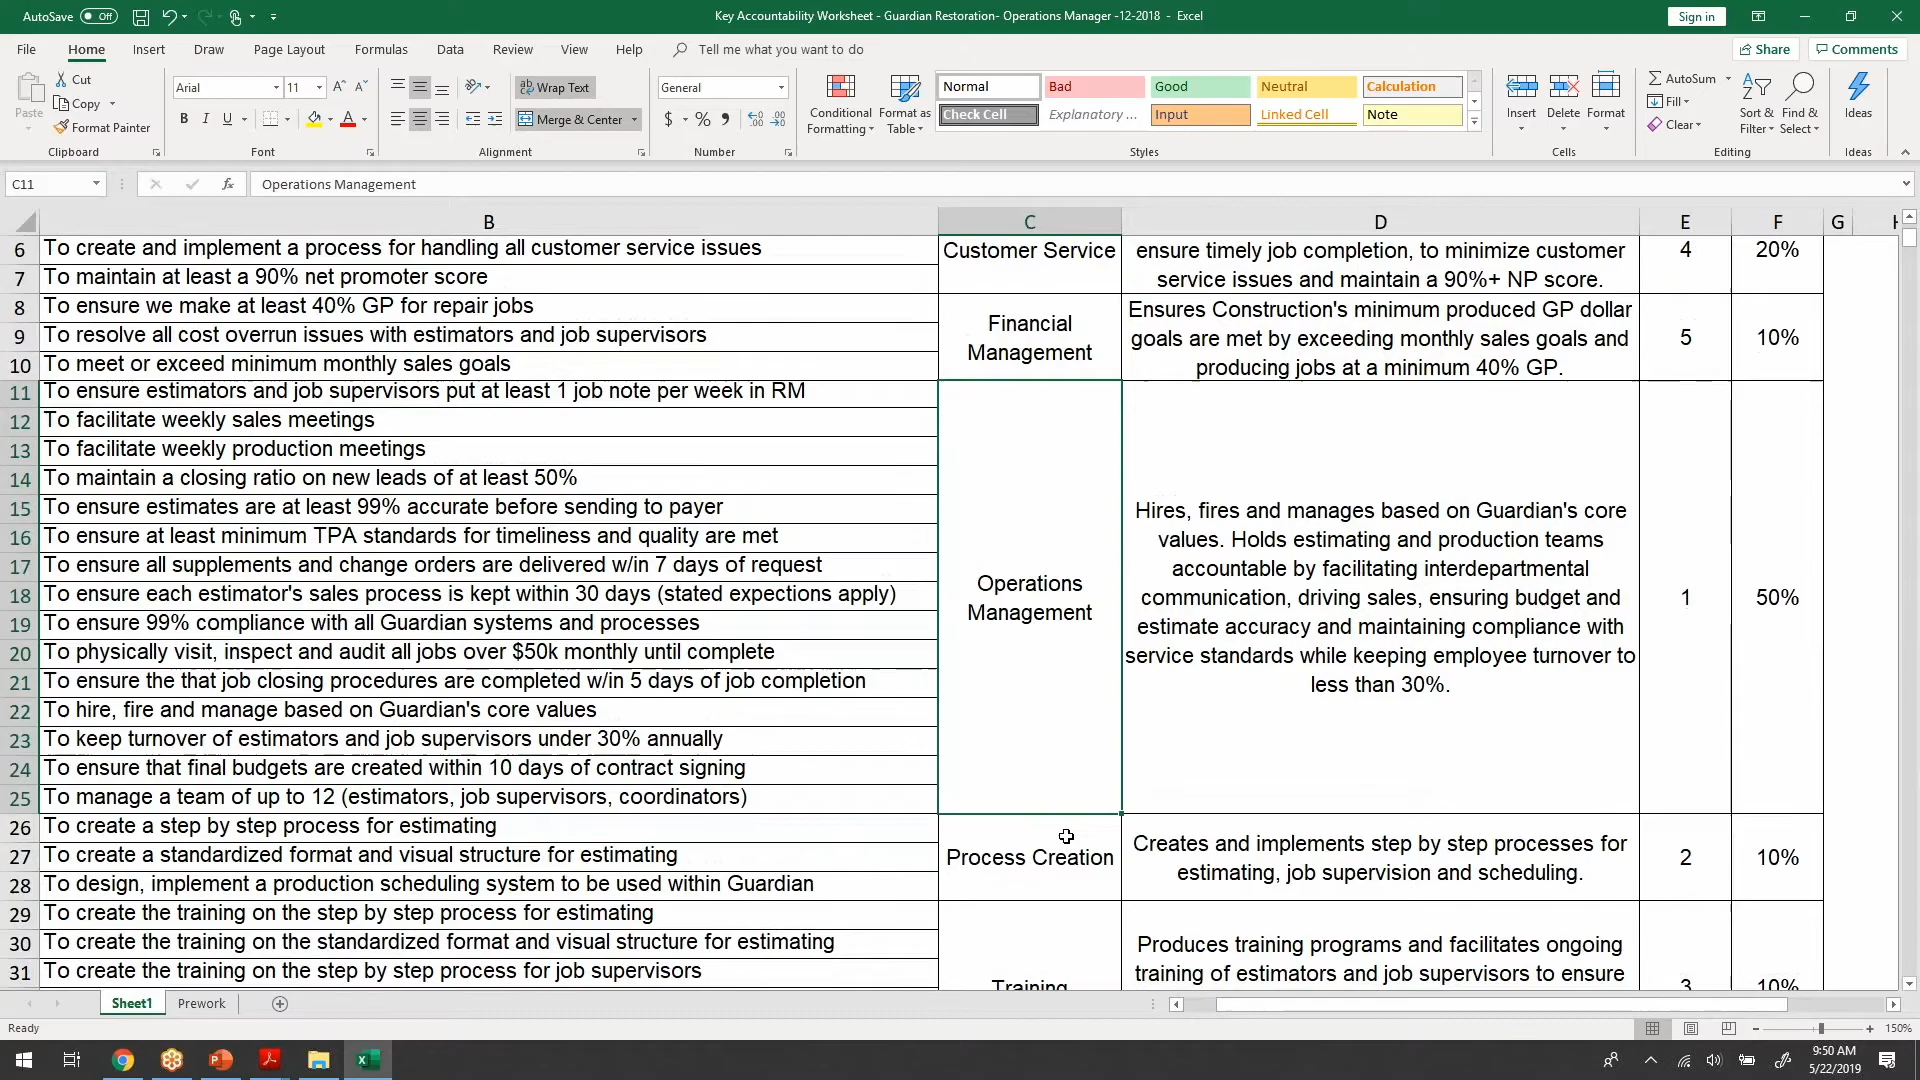 AutoSave Off
Key Accountability Worksheet - Guardian Restoration- Operations Manager -12-2018 - Excel
Sign in
File Home Insert Draw Page Layout Formulas Data Review View Help Tell me what you want to do
Share Comments
Paste
Cut
Copy
Format Painter
Clipboard
Arial 11
B I U
Font
Wrap Text
Merge & Center
Alignment
General
$ % ,
Number
Conditional Formatting
Format as Table
Normal Bad Good Neutral Calculation
Check Cell Explanatory ... Input Linked Cell Note
Styles
Insert Delete Format
Cells
AutoSum
Fill
Clear
Sort & Filter
Find & Select
Editing
Ideas
Ideas
C11 fx Operations Management
B C D E F G
6 To create and implement a process for handling all customer service issues
7 To maintain at least a 90% net promoter score
Customer Service
ensure timely job completion, to minimize customer
service issues and maintain a 90%+ NP score.
4 20%
8 To ensure we make at least 40% GP for repair jobs
9 To resolve all cost overrun issues with estimators and job supervisors
10 To meet or exceed minimum monthly sales goals
Financial
Management
Ensures Construction's minimum produced GP dollar
goals are met by exceeding monthly sales goals and
producing jobs at a minimum 40% GP.
5 10%
11 To ensure estimators and job supervisors put at least 1 job note per week in RM
12 To facilitate weekly sales meetings
13 To facilitate weekly production meetings
14 To maintain a closing ratio on new leads of at least 50%
15 To ensure estimates are at least 99% accurate before sending to payer
16 To ensure at least minimum TPA standards for timeliness and quality are met
17 To ensure all supplements and change orders are delivered w/in 7 days of request
18 To ensure each estimator's sales process is kept within 30 days (stated expections apply)
19 To ensure 99% compliance with all Guardian systems and processes
20 To physically visit, inspect and audit all jobs over $50k monthly until complete
21 To ensure the that job closing procedures are completed w/in 5 days of job completion
22 To hire, fire and manage based on Guardian's core values
23 To keep turnover of estimators and job supervisors under 30% annually
24 To ensure that final budgets are created within 10 days of contract signing
25 To manage a team of up to 12 (estimators, job supervisors, coordinators)
Operations
Management
Hires, fires and manages based on Guardian's core
values. Holds estimating and production teams
accountable by facilitating interdepartmental
communication, driving sales, ensuring budget and
estimate accuracy and maintaining compliance with
service standards while keeping employee turnover to
less than 30%.
1 50%
26 To create a step by step process for estimating
27 To create a standardized format and visual structure for estimating
28 To design, implement a production scheduling system to be used within Guardian
Process Creation
Creates and implements step by step processes for
estimating, job supervision and scheduling.
2 10%
29 To create the training on the step by step process for estimating
30 To create the training on the standardized format and visual structure for estimating
31 To create the training on the step by step process for job supervisors
Training
Produces training programs and facilitates ongoing
training of estimators and job supervisors to ensure
3 10%
Sheet1 Prework
Ready
150%
9:50 AM
5/22/2019